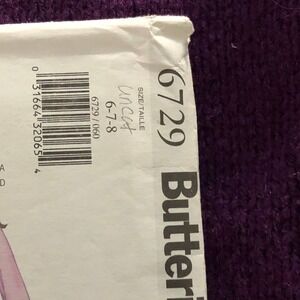 6729
Butteri
SIZE/TAILLE
uncut
6-7-8
6729 (060)
0 31664 32065 4
A
D